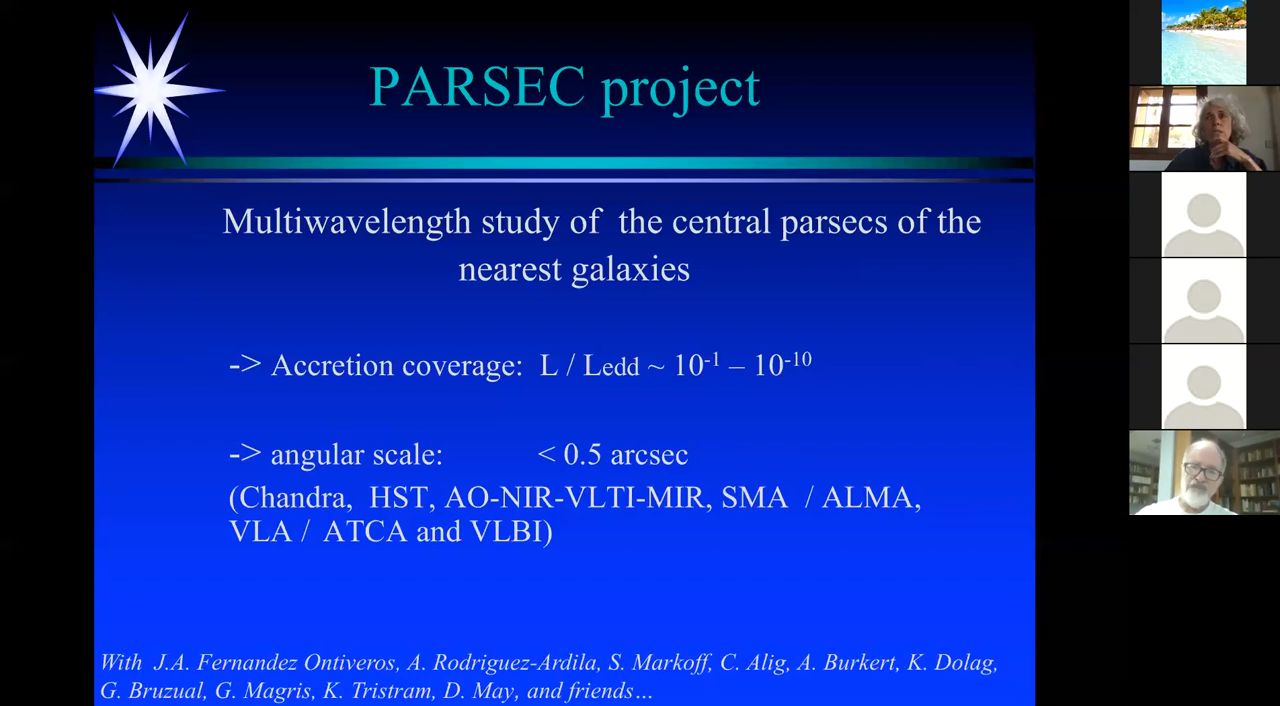 PARSEC project
Multiwavelength study of the central parsecs of the
nearest galaxies
-> Accretion coverage: L / Ledd ~ 10⁻¹ – 10⁻¹⁰
-> angular scale: < 0.5 arcsec
(Chandra, HST, AO-NIR-VLTI-MIR, SMA / ALMA,
VLA / ATCA and VLBI)
With J.A. Fernandez Ontiveros, A. Rodriguez-Ardila, S. Markoff, C. Alig, A. Burkert, K. Dolag,
G. Bruzual, G. Magris, K. Tristram, D. May, and friends…